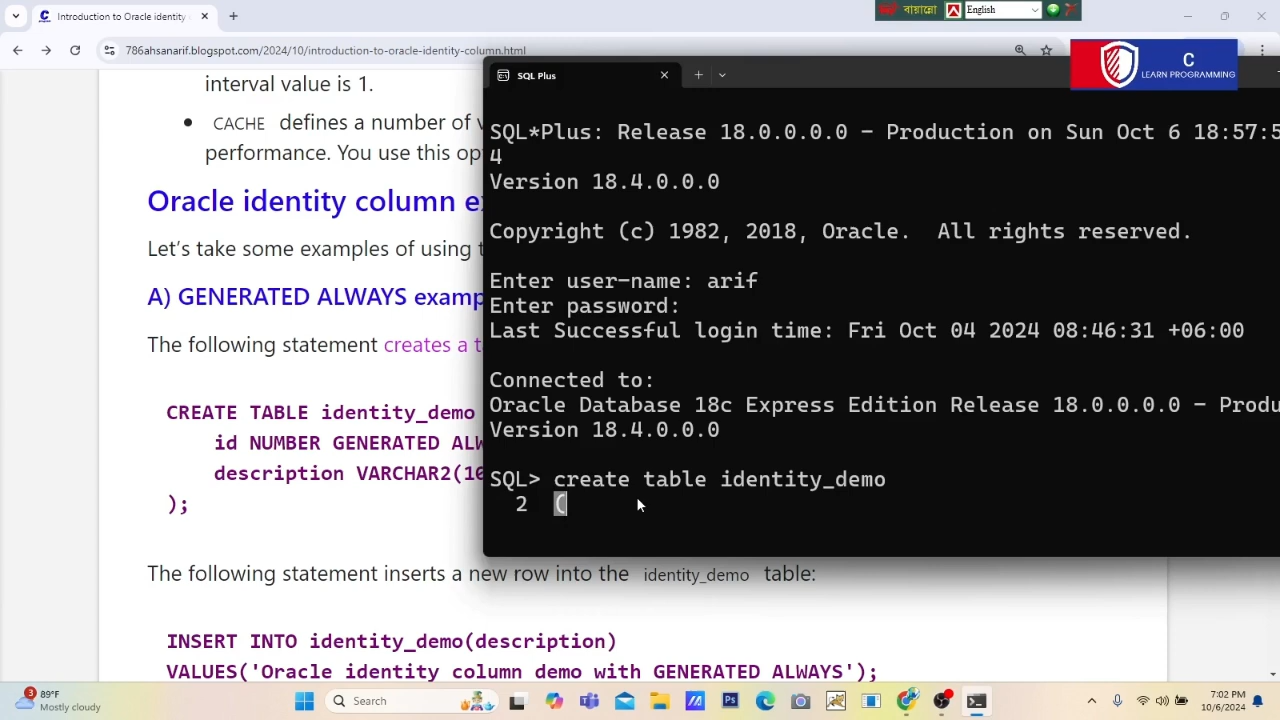 Introduction to Oracle identity
বায়ান্নো
English
786ahsanarif.blogspot.com/2024/10/introduction-to-oracle-identity-column.html
C
LEARN PROGRAMMING
interval value is 1.
CACHE defines a number of v
performance. You use this op
Oracle identity column e
Let's take some examples of using t
A) GENERATED ALWAYS examp
The following statement creates a t
CREATE TABLE identity_demo
id NUMBER GENERATED ALW
description VARCHAR2(10
);
The following statement inserts a new row into the identity_demo table:
INSERT INTO identity_demo(description)
VALUES('Oracle identity column demo with GENERATED ALWAYS');
SQL Plus
SQL*Plus: Release 18.0.0.0.0 - Production on Sun Oct 6 18:57:5
4
Version 18.4.0.0.0
Copyright (c) 1982, 2018, Oracle.  All rights reserved.
Enter user-name: arif
Enter password:
Last Successful login time: Fri Oct 04 2024 08:46:31 +06:00
Connected to:
Oracle Database 18c Express Edition Release 18.0.0.0.0 - Produ
Version 18.4.0.0.0
SQL> create table identity_demo
2 (
3
89°F
Mostly cloudy
Search
7:02 PM
10/6/2024